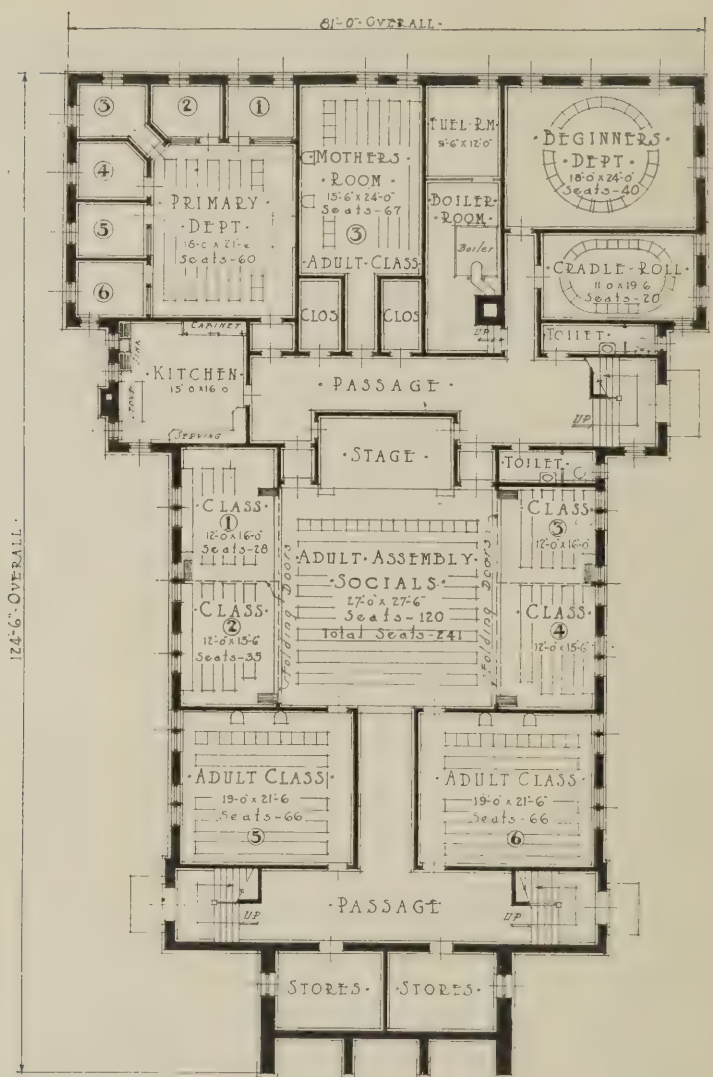 81'-0" OVERALL
124'-6" OVERALL
③
②
①
④
⑤
⑥
PRIMARY
DEPT
Seats-60
MOTHERS
ROOM
15'-6" x 24'-0"
Seats-67
③
ADULT·CLASS
CLOS
CLOS
FUEL·RM
9'-6" x 12'-0"
BOILER
ROOM
Boiler
UP
BEGINNERS
DEPT
18'-0" x 24'-0"
Seats-40
CRADLE·ROLL
11'-0 x 19'-6
Seats-20
TOILET
CABINET
SINK
STOVE
KITCHEN
15'-0 x 16'-0
SERVING
PASSAGE
UP
STAGE
TOILET
CLASS
①
12'-0 x 16'-0
Seats-28
CLASS
②
12'-0" x 15'-6
Seats-35
Folding Doors
ADULT·ASSEMBLY
SOCIALS
27'-0" x 27'-6"
Seats-120
Total Seats-241
Folding Doors
CLASS
③
12'-0" x 16'-0
CLASS
④
12'-0" x 15'-6"
ADULT CLASS
19'-0" x 21'-6
Seats-66
⑤
ADULT CLASS
19'-0" x 21'-6"
Seats-66
⑥
UP
PASSAGE
UP
STORES
STORES